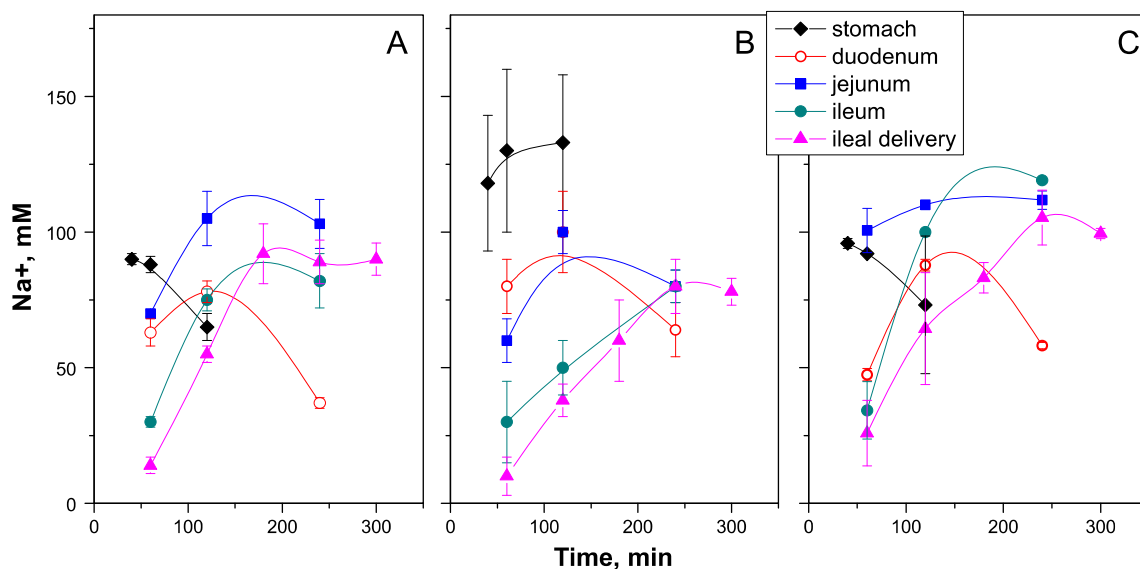 A
B
C
stomach
duodenum
jejunum
ileum
ileal delivery
Na+, mM
150
100
50
0
0 100 200 300
0 100 200 300
0 100 200 300
Time, min